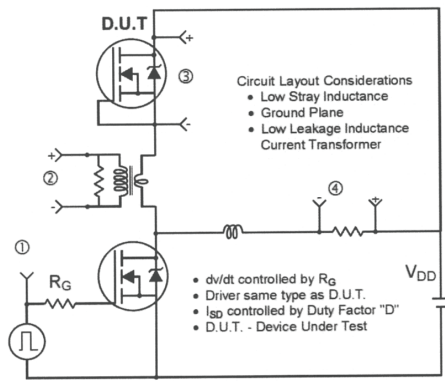 D.U.T
+
③
-
Circuit Layout Considerations
• Low Stray Inductance
• Ground Plane
• Low Leakage Inductance
Current Transformer
+
②
-
④
-
+
①
RG
VDD
• dv/dt controlled by RG
• Driver same type as D.U.T.
• ISD controlled by Duty Factor "D"
• D.U.T. - Device Under Test